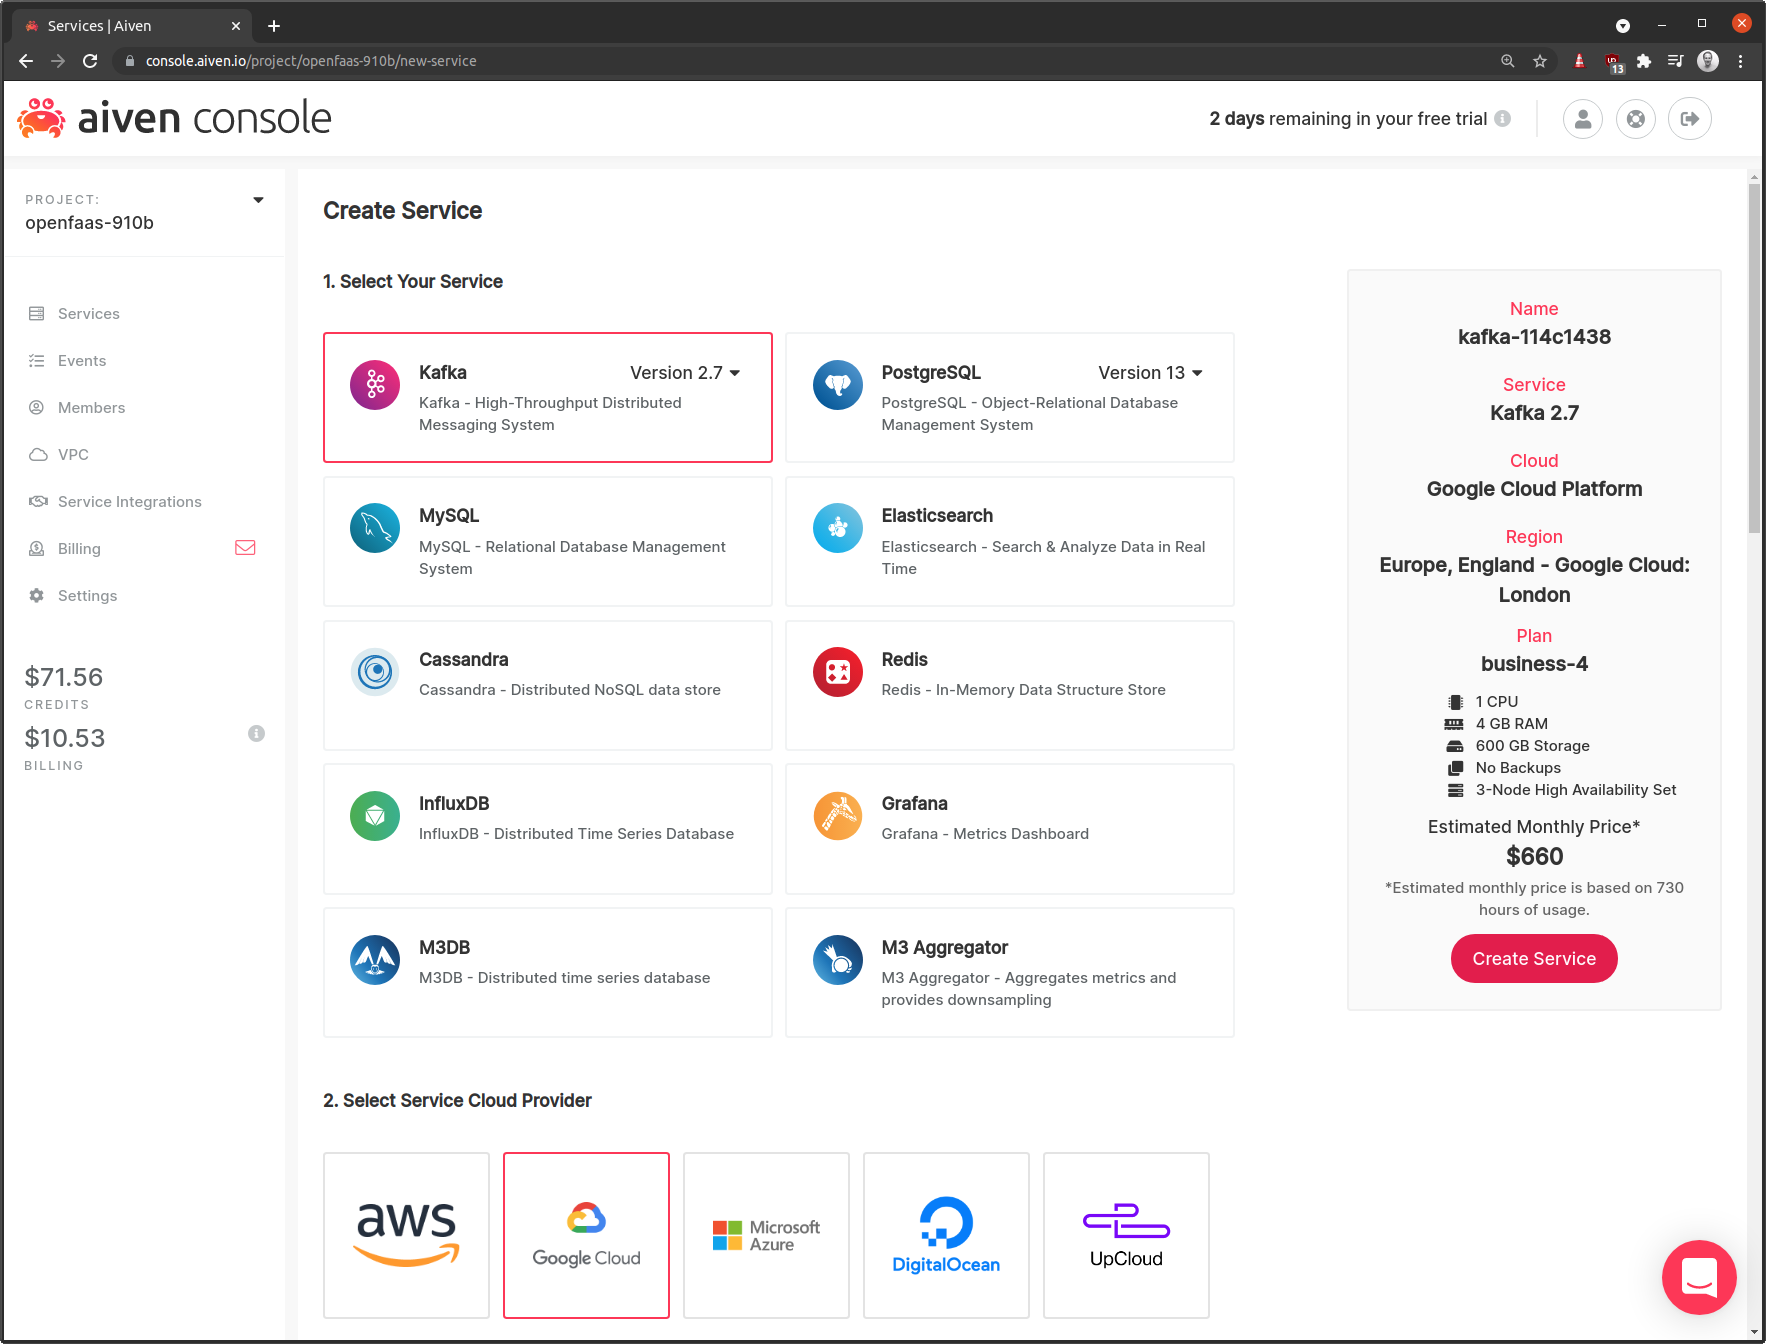 Services | Aiven
console.aiven.io/project/openfaas-910b/new-service
13
aiven console
2 days remaining in your free trial
PROJECT:
openfaas-910b
Services
Events
Members
VPC
Service Integrations
Billing
Settings
$71.56
CREDITS
$10.53
BILLING
Create Service
1. Select Your Service
Kafka
Version 2.7
Kafka - High-Throughput Distributed
Messaging System
PostgreSQL
Version 13
PostgreSQL - Object-Relational Database
Management System
MySQL
MySQL - Relational Database Management
System
Elasticsearch
Elasticsearch - Search & Analyze Data in Real
Time
Cassandra
Cassandra - Distributed NoSQL data store
Redis
Redis - In-Memory Data Structure Store
InfluxDB
InfluxDB - Distributed Time Series Database
Grafana
Grafana - Metrics Dashboard
M3DB
M3DB - Distributed time series database
M3 Aggregator
M3 Aggregator - Aggregates metrics and
provides downsampling
2. Select Service Cloud Provider
aws
Google Cloud
Microsoft
Azure
DigitalOcean
UpCloud
Name
kafka-114c1438
Service
Kafka 2.7
Cloud
Google Cloud Platform
Region
Europe, England - Google Cloud:
London
Plan
business-4
1 CPU
4 GB RAM
600 GB Storage
No Backups
3-Node High Availability Set
Estimated Monthly Price*
$660
*Estimated monthly price is based on 730
hours of usage.
Create Service